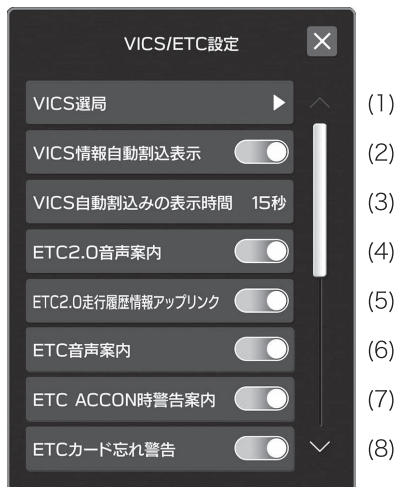 VICS/ETC設定
VICS選局 (1)
VICS情報自動割込表示 (2)
VICS自動割込みの表示時間 15秒 (3)
ETC2.0音声案内 (4)
ETC2.0走行履歴情報アップリンク (5)
ETC音声案内 (6)
ETC ACCON時警告案内 (7)
ETCカード忘れ警告 (8)